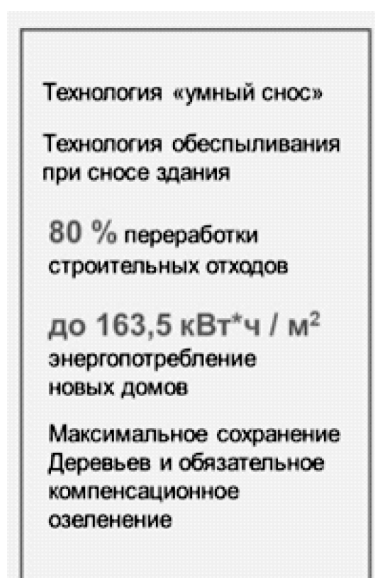 Технология «умный снос»
Технология обеспыливания
при сносе здания
80 % переработки
строительных отходов
до 163,5 кВт*ч / м²
энергопотребление
новых домов
Максимальное сохранение
Деревьев и обязательное
компенсационное
озеленение